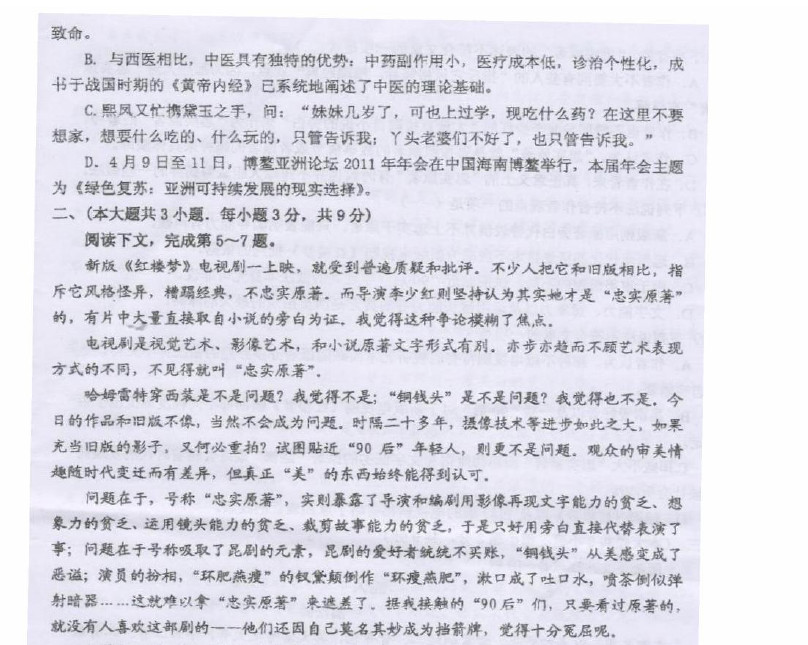 致命。
B. 与西医相比，中医具有独特的优势：中药副作用小，医疗成本低，诊治个性化，成
书于战国时期的《黄帝内经》已系统地阐述了中医的理论基础。
C. 熙凤又忙携黛玉之手，问：“妹妹几岁了，可也上过学，现吃什么药？在这里不要
想家，想要什么吃的、什么玩的，只管告诉我；丫头老婆们不好了，也只管告诉我。”
D. 4月9日至11日，博鳌亚洲论坛2011年年会在中国海南博鳌举行，本届年会主题
为《绿色复苏：亚洲可持续发展的现实选择》。
二、(本大题共3小题．每小题3分，共9分)
阅读下文，完成第5～7题。
新版《红楼梦》电视剧一上映，就受到普遍质疑和批评。不少人把它和旧版相比，指
斥它风格怪异，糟蹋经典，不忠实原著。而导演李少红则坚持认为其实她才是“忠实原著”
的，有片中大量直接取自小说的旁白为证。我觉得这种争论模糊了焦点。
电视剧是视觉艺术、影像艺术，和小说原著文字形式有别。亦步亦趋而不顾艺术表现
方式的不同，不见得就叫“忠实原著”。
哈姆雷特穿西装是不是问题？我觉得不是；“铜钱头”是不是问题？我觉得也不是。今
日的作品和旧版不像，当然不会成为问题。时隔二十多年，摄像技术等进步如此之大，如果
充当旧版的影子，又何必重拍？试图贴近“90 后”年轻人，则更不是问题。观众的审美情
趣随时代变迁而有差异，但真正“美”的东西始终能得到认可。
问题在于，号称“忠实原著”，实则暴露了导演和编剧用影像再现文字能力的贫乏、想
象力的贫乏、运用镜头能力的贫乏、裁剪故事能力的贫乏，于是只好用旁白直接代替表演了
事；问题在于号称吸取了昆剧的元素，昆剧的爱好者统统不买账，“铜钱头”从美感变成了
恶谥；演员的扮相，“环肥燕瘦”的钗黛颠倒作“环瘦燕肥”，漱口成了吐口水，喷茶倒似弹
射暗器……这就难以拿“忠实原著”来遮盖了。据我接触的“90后”们，只要看过原著的，
就没有人喜欢这部剧的——他们还因自己莫名其妙成为挡箭牌，觉得十分冤屈呢。